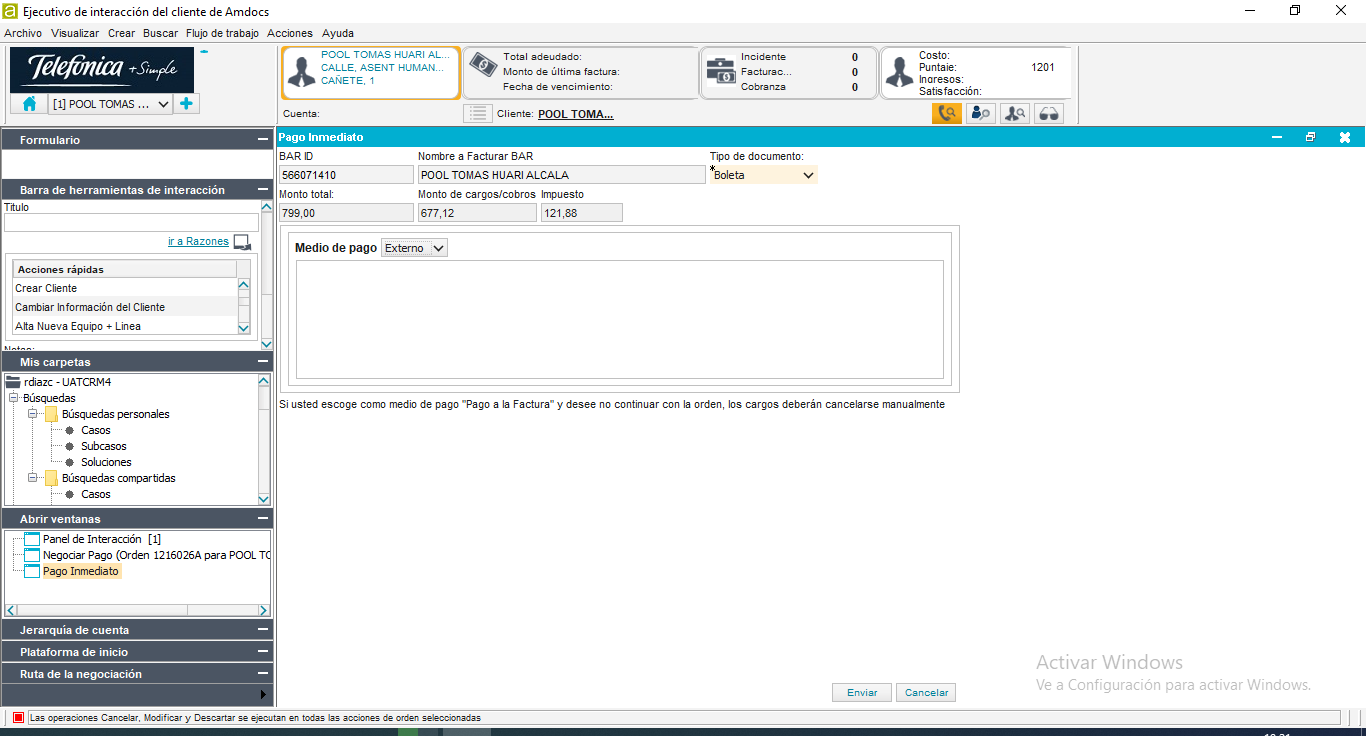 Ejecutivo de interacción del cliente de Amdocs
Archivo Visualizar Crear Buscar Flujo de trabajo Acciones Ayuda
Telefónica +Simple
[1] POOL TOMAS ...
POOL TOMAS HUARI AL...
CALLE, ASENT HUMAN...
CAÑETE, 1
Total adeudado:
Monto de última factura:
Fecha de vencimiento:
Incidente 0
Facturac... 0
Cobranza 0
Costo:
Puntaie: 1201
Ingresos:
Satisfacción:
Cuenta:
Cliente: POOL TOMA...
Formulario
Barra de herramientas de interacción
Título
ir a Razones
Acciones rápidas
Crear Cliente
Cambiar Información del Cliente
Alta Nueva Equipo + Linea
Notas:
Mis carpetas
rdiazc - UATCRM4
Búsquedas
Búsquedas personales
Casos
Subcasos
Soluciones
Búsquedas compartidas
Casos
Abrir ventanas
Panel de Interacción [1]
Negociar Pago (Orden 1216026A para POOL TO
Pago Inmediato
Jerarquía de cuenta
Plataforma de inicio
Ruta de la negociación
Pago Inmediato
BAR ID Nombre a Facturar BAR Tipo de documento:
566071410 POOL TOMAS HUARI ALCALA *Boleta
Monto total: Monto de cargos/cobros Impuesto
799,00 677,12 121,88
Medio de pago Externo
Si usted escoge como medio de pago "Pago a la Factura" y desee no continuar con la orden, los cargos deberán cancelarse manualmente
Activar Windows
Ve a Configuración para activar Windows.
Enviar Cancelar
Las operaciones Cancelar, Modificar y Descartar se ejecutan en todas las acciones de orden seleccionadas